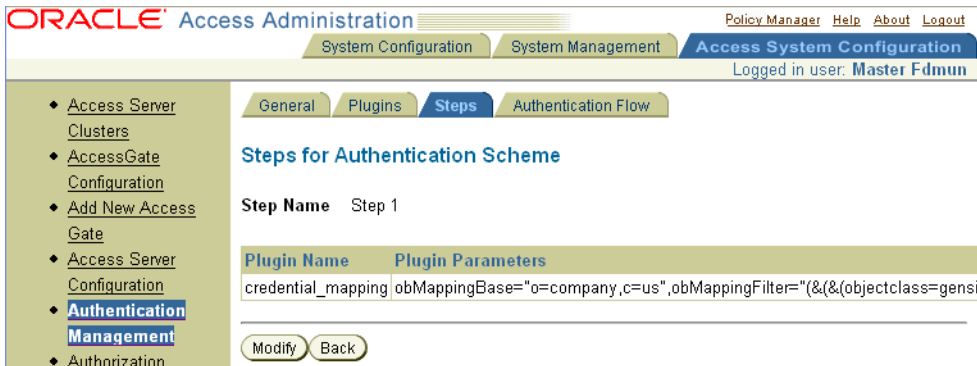 ORACLE Access Administration
Policy Manager Help About Logout
System Configuration System Management Access System Configuration
Logged in user: Master Fdmun
Access Server
Clusters
AccessGate
Configuration
Add New Access
Gate
Access Server
Configuration
Authentication
Management
Authorization
General Plugins Steps Authentication Flow
Steps for Authentication Scheme
Step Name Step 1
Plugin Name Plugin Parameters
credential_mapping obMappingBase="o=company,c=us",obMappingFilter="(&(&(objectclass=gensi
Modify Back